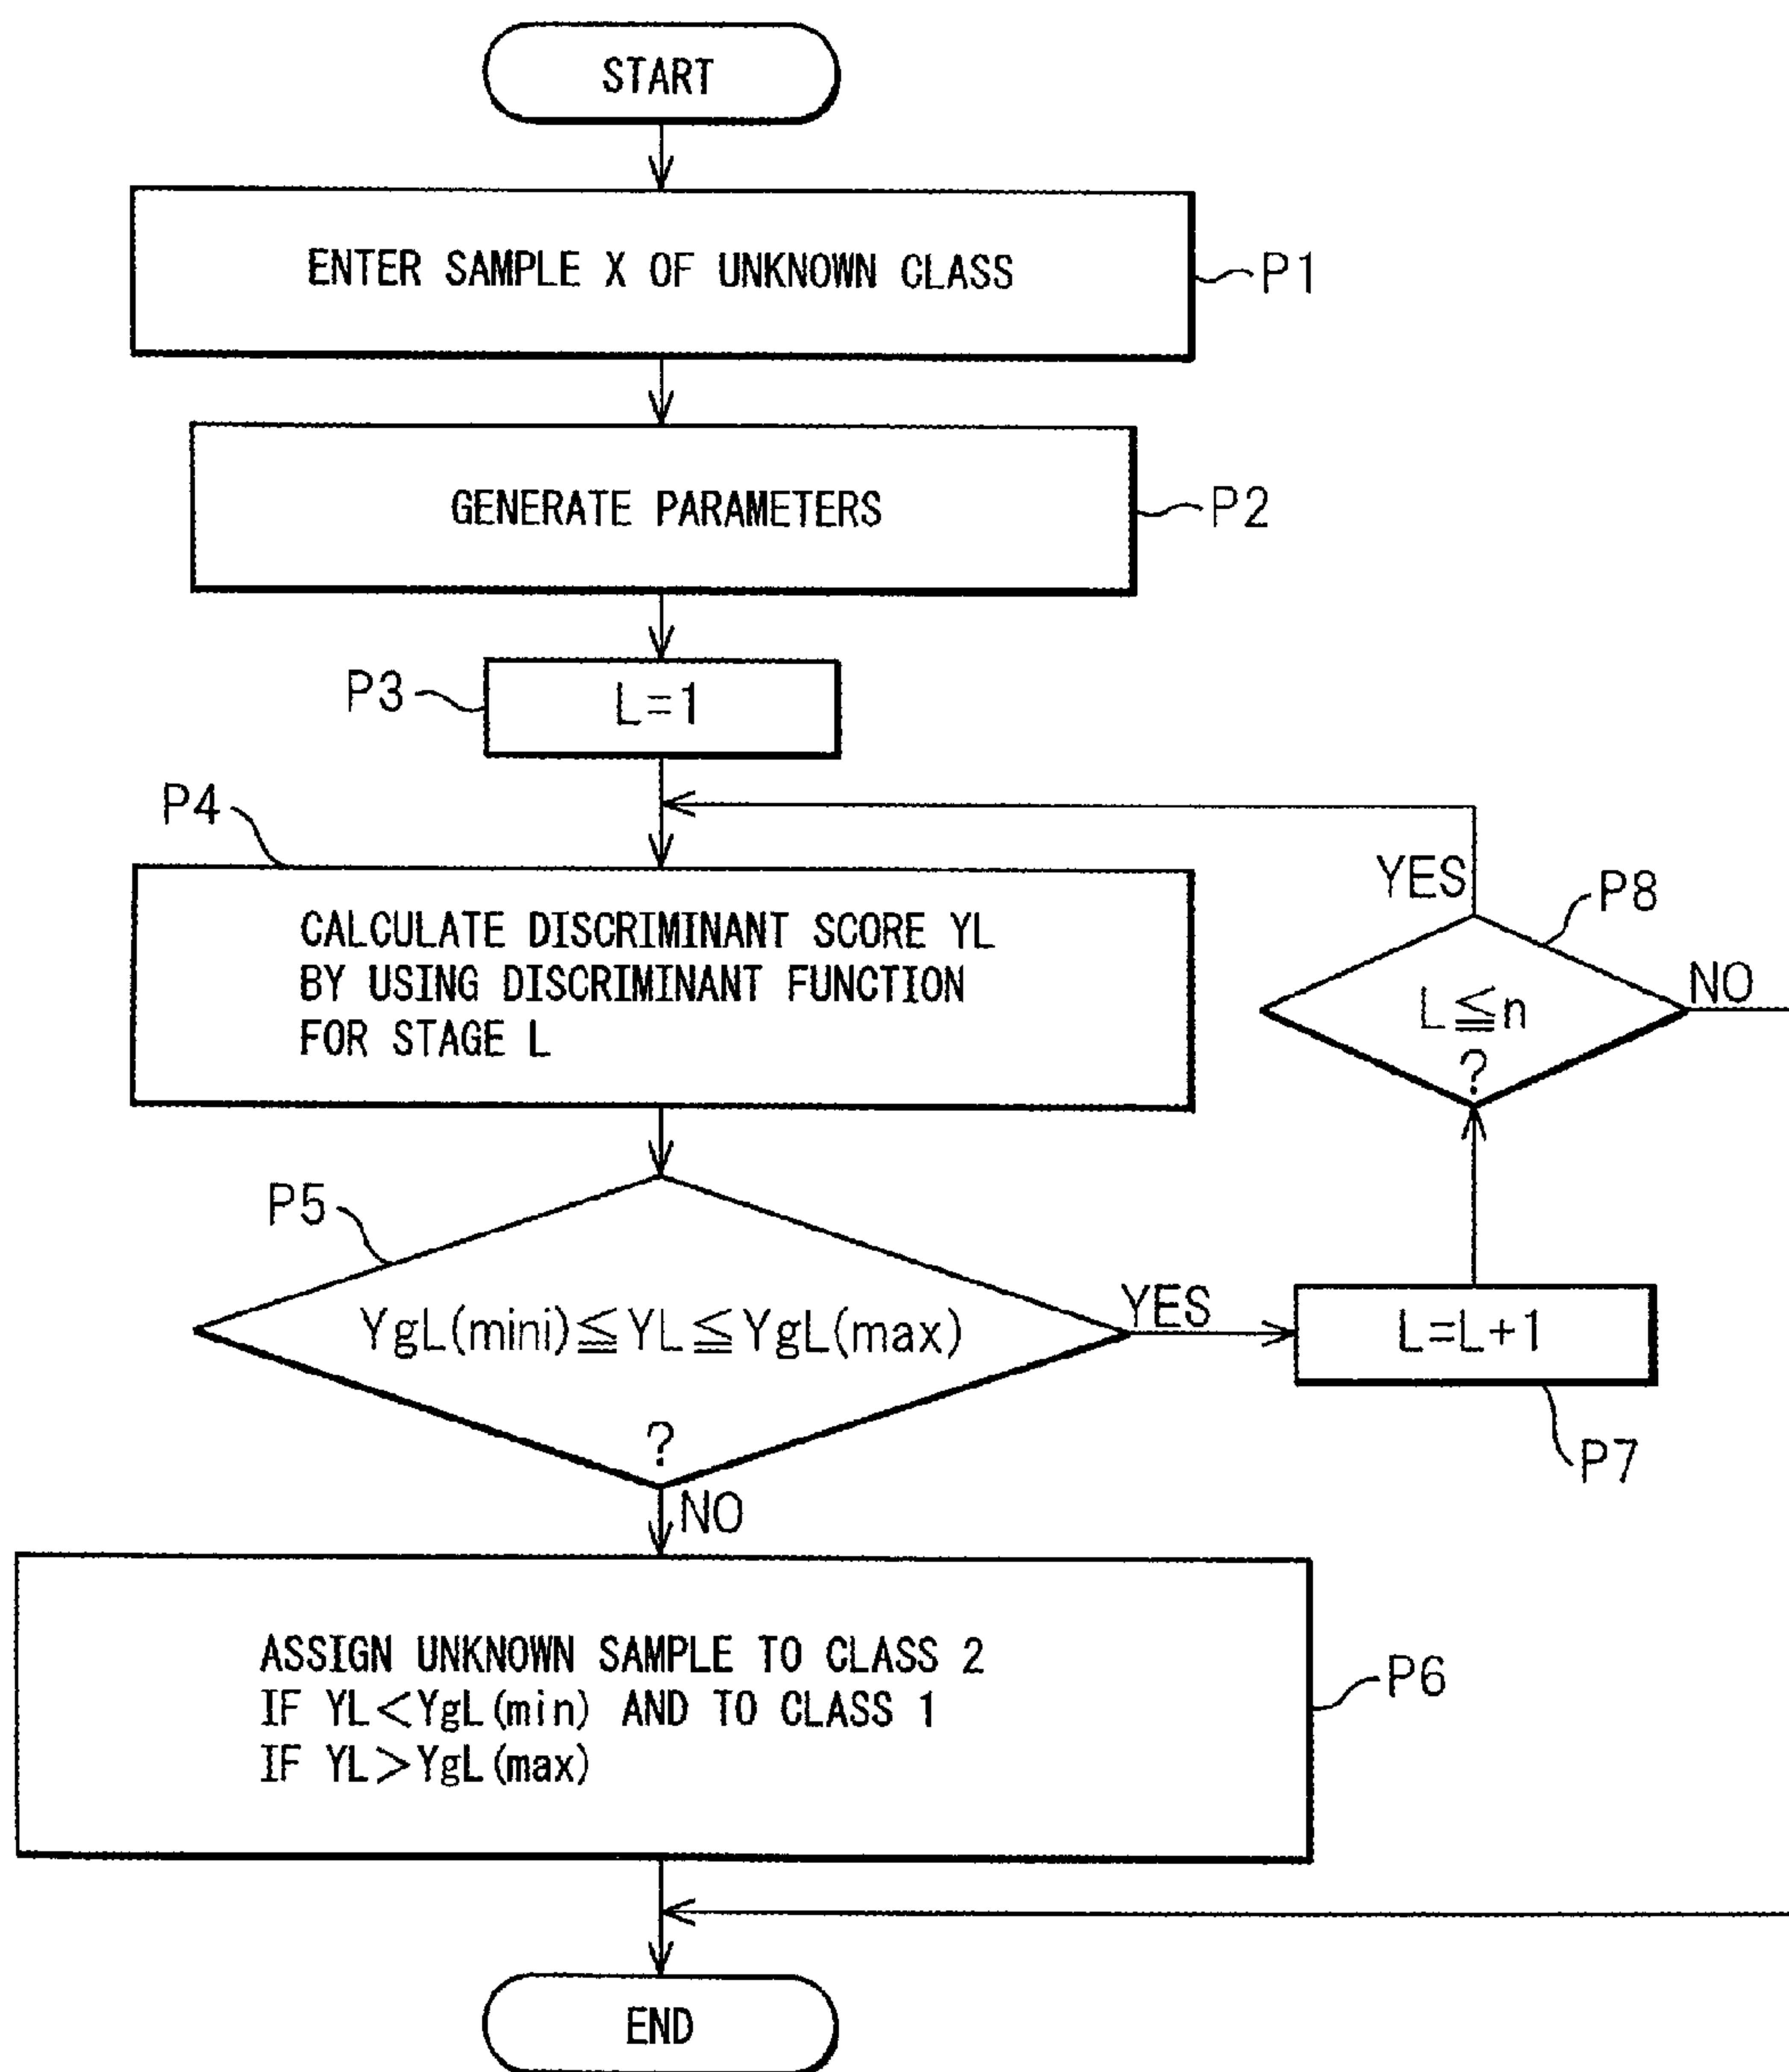 START
ENTER SAMPLE X OF UNKNOWN CLASS
P1
GENERATE PARAMETERS
P2
P3
L=1
P4
CALCULATE DISCRIMINANT SCORE YL
BY USING DISCRIMINANT FUNCTION
FOR STAGE L
YES
P8
L≦n
?
NO
P5
YgL(mini)≦YL≦YgL(max)
?
YES
L=L+1
P7
NO
ASSIGN UNKNOWN SAMPLE TO CLASS 2
IF YL<YgL(min) AND TO CLASS 1
IF YL>YgL(max)
P6
END